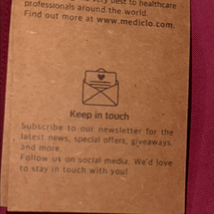 very best to healthcare
professionals around the world.
Find out more at www.mediclo.com.
Keep in touch
Subscribe to our newsletter for the
latest news, special offers, giveaways,
and more.
Follow us on social media. We'd love
to stay in touch with you!